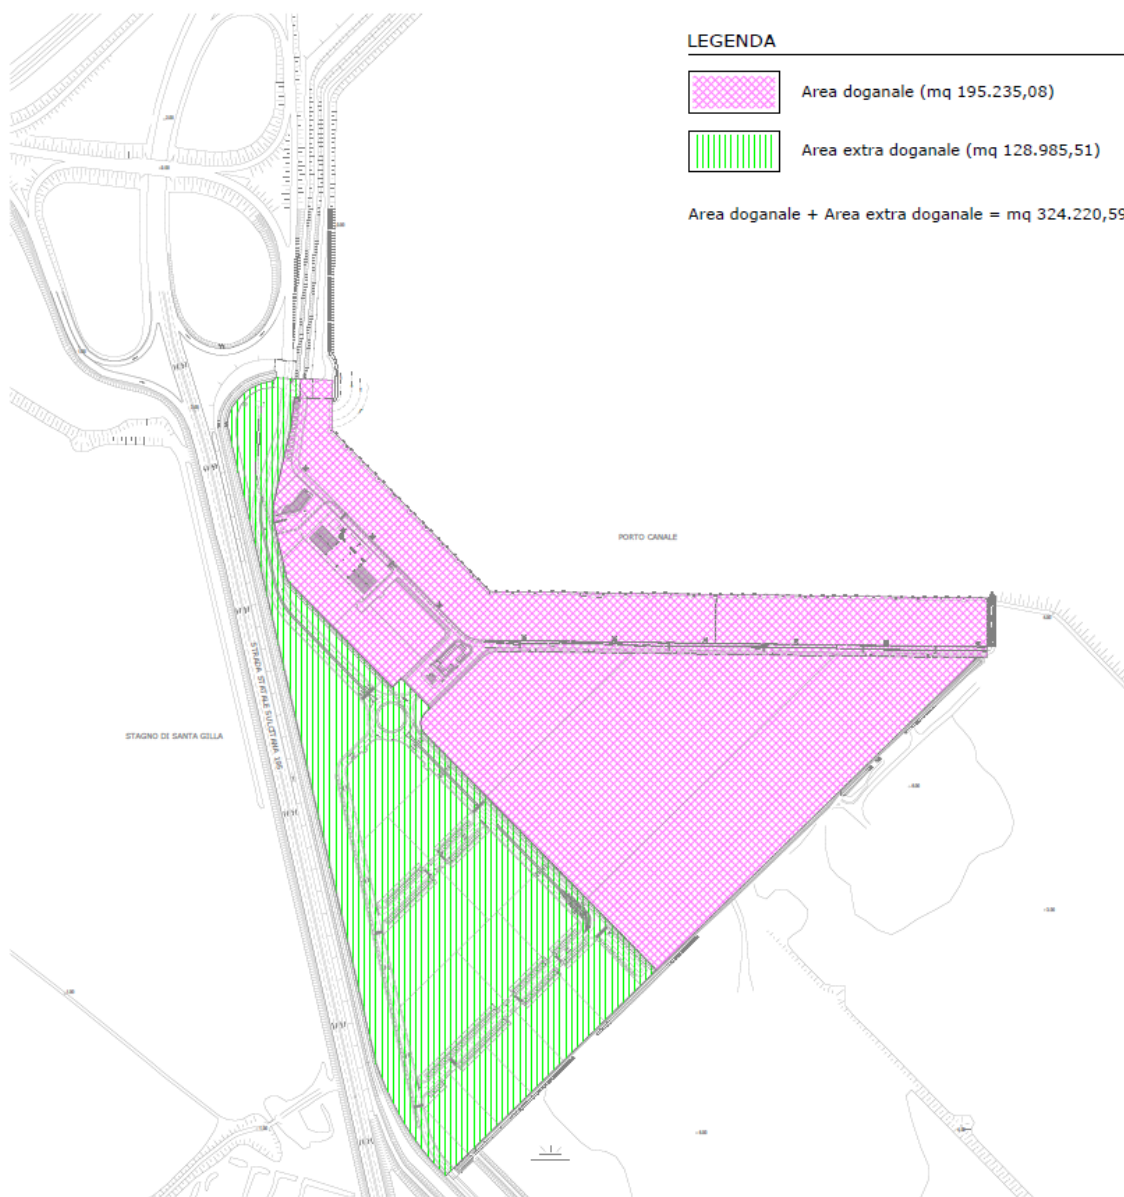 LEGENDA
Area doganale (mq 195.235,08)
Area extra doganale (mq 128.985,51)
Area doganale + Area extra doganale = mq 324.220,59
PORTO CANALE
STRADA STATALE SULCITANA 195
STAGNO DI SANTA GILLA